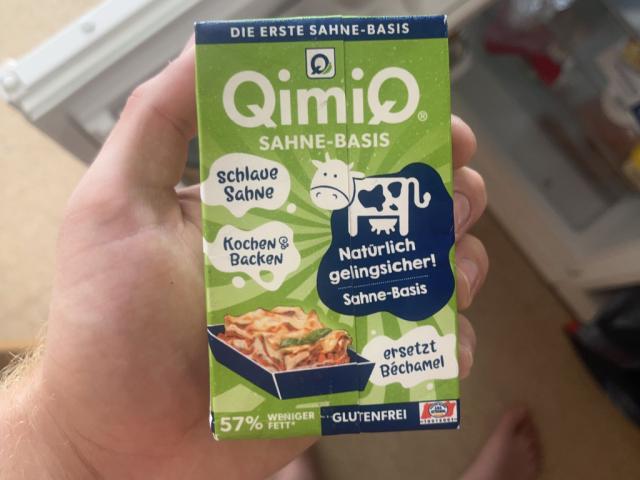 DIE ERSTE SAHNE-BASIS
QimiQ®
SAHNE-BASIS
schlaue
Sahne
Kochen &
Backen
Natürlich
gelingsicher!
Sahne-Basis
ersetzt
Béchamel
57% WENIGER
FETT*
GLUTENFREI